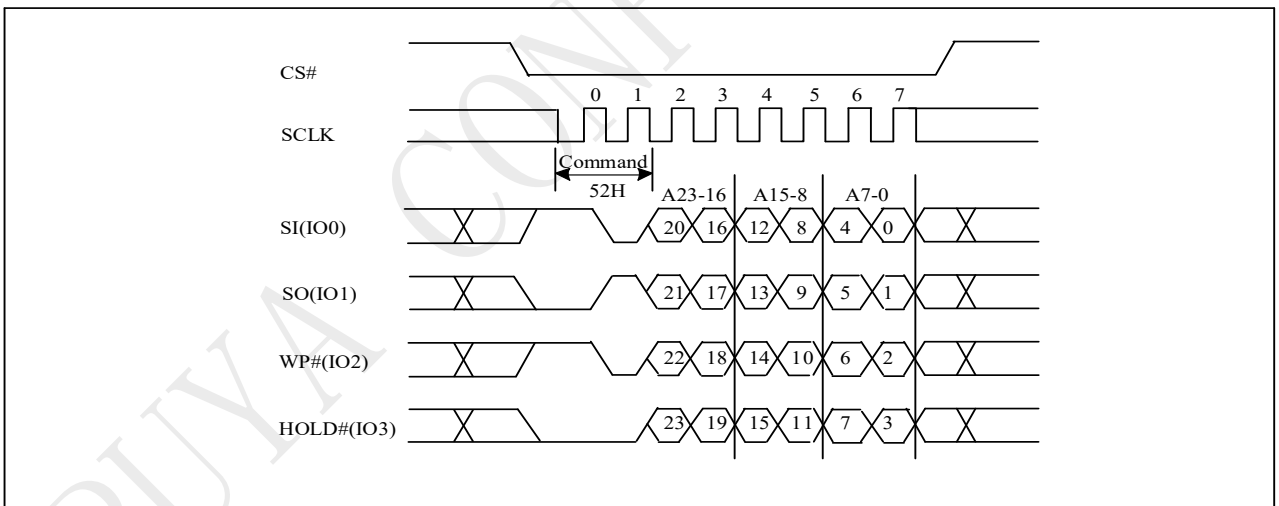 PUYA CONF
CS#
0 1 2 3 4 5 6 7
SCLK
Command
52H
A23-16 A15-8 A7-0
SI(IO0) 20 16 12 8 4 0
SO(IO1) 21 17 13 9 5 1
WP#(IO2) 22 18 14 10 6 2
HOLD#(IO3) 23 19 15 11 7 3